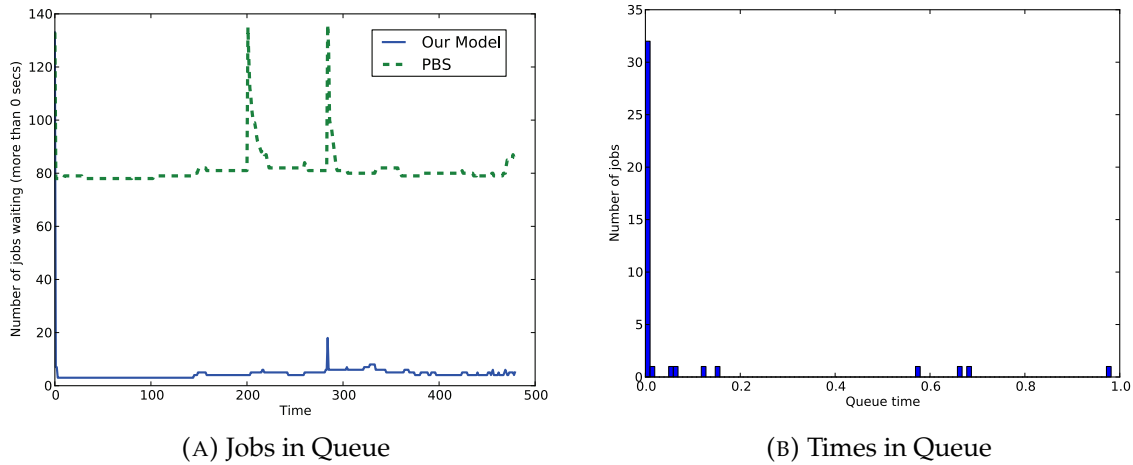 140
120
100
80
60
40
20
0
Number of jobs waiting (more than 0 secs)
0 100 200 300 400 500
Time
Our Model
PBS
(A) Jobs in Queue
35
30
25
20
15
10
5
0
Number of jobs
0.0 0.2 0.4 0.6 0.8 1.0
Queue time
(B) Times in Queue